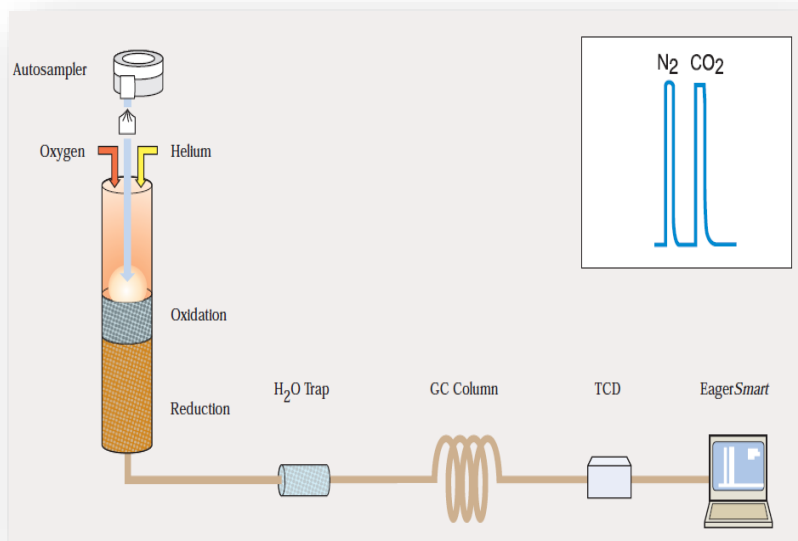 N2 CO2
Autosampler
Oxygen
Helium
Oxidation
Reduction
H2O Trap
GC Column
TCD
EagerSmart